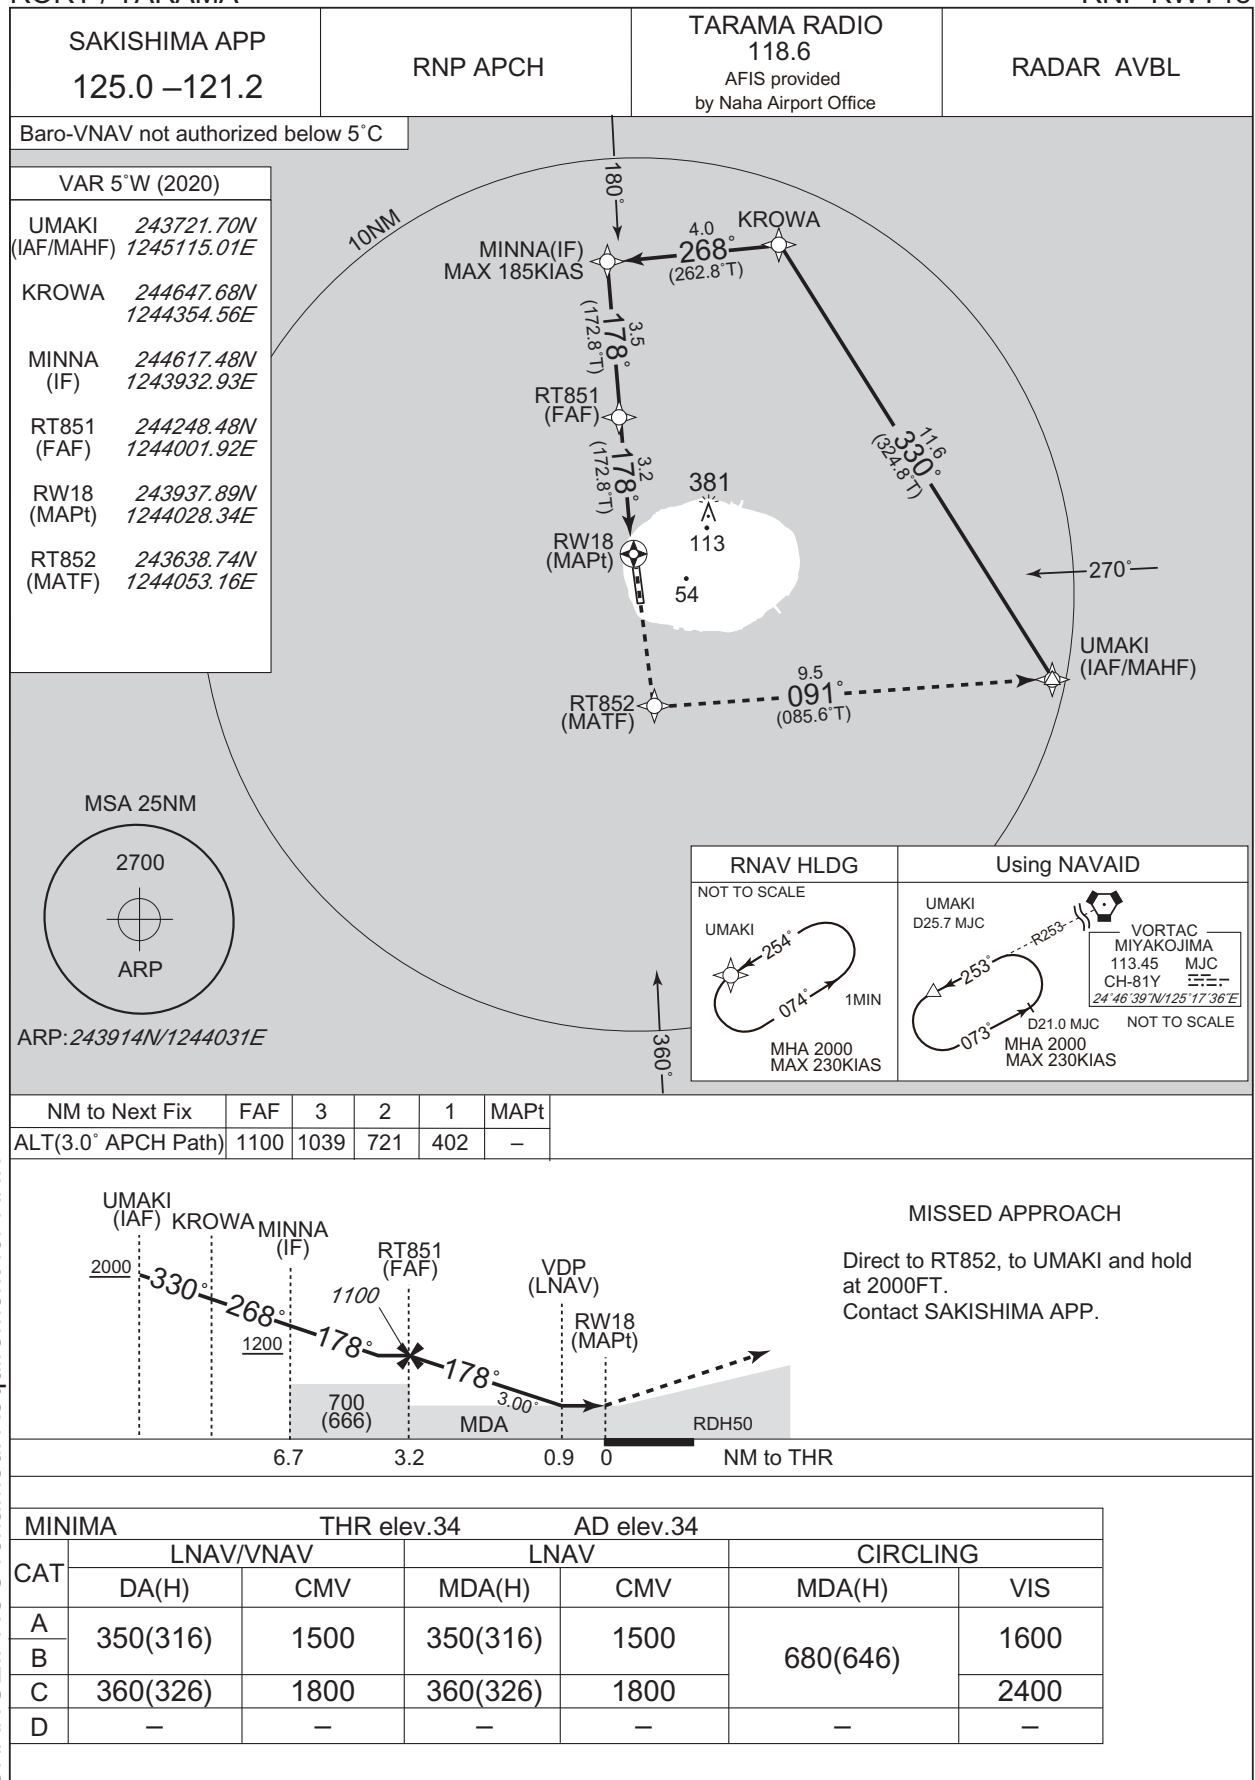 SAKISHIMA APP
125.0 –121.2
RNP APCH
TARAMA RADIO
118.6
AFIS provided
by Naha Airport Office
RADAR AVBL
Baro-VNAV not authorized below 5˚C
VAR 5˚W (2020)
UMAKI 243721.70N
(IAF/MAHF) 1245115.01E
KROWA 244647.68N
1244354.56E
MINNA 244617.48N
(IF) 1243932.93E
RT851 244248.48N
(FAF) 1244001.92E
RW18 243937.89N
(MAPt) 1244028.34E
RT852 243638.74N
(MATF) 1244053.16E
10NM
180˚
MINNA(IF)
MAX 185KIAS
4.0
268˚
(262.8˚T)
KROWA
3.5
178˚
(172.8˚T)
RT851
(FAF)
3.2
178˚
(172.8˚T)
11.6
330˚
(324.8˚T)
381
113
54
RW18
(MAPt)
270˚
UMAKI
(IAF/MAHF)
9.5
091˚
(085.6˚T)
RT852
(MATF)
MSA 25NM
2700
ARP
ARP:243914N/1244031E
360˚
RNAV HLDG
NOT TO SCALE
UMAKI
254˚
074˚
1MIN
MHA 2000
MAX 230KIAS
Using NAVAID
UMAKI
D25.7 MJC
R253
253˚
073˚
D21.0 MJC
MHA 2000
MAX 230KIAS
VORTAC
MIYAKOJIMA
113.45 MJC
CH-81Y
24˚46'39"N/125˚17'36"E
NOT TO SCALE
NM to Next Fix FAF 3 2 1 MAPt
ALT(3.0˚ APCH Path) 1100 1039 721 402 –
UMAKI
(IAF)
KROWA
MINNA
(IF)
RT851
(FAF)
VDP
(LNAV)
RW18
(MAPt)
2000
330˚
268˚
1200
178˚
1100
178˚
3.00˚
700
(666)
MDA
RDH50
6.7 3.2 0.9 0 NM to THR
MISSED APPROACH
Direct to RT852, to UMAKI and hold
at 2000FT.
Contact SAKISHIMA APP.
MINIMA THR elev.34 AD elev.34
CAT LNAV/VNAV LNAV CIRCLING
DA(H) CMV MDA(H) CMV MDA(H) VIS
A
B
350(316) 1500 350(316) 1500 680(646) 1600
C 360(326) 1800 360(326) 1800 2400
D – – – – – –